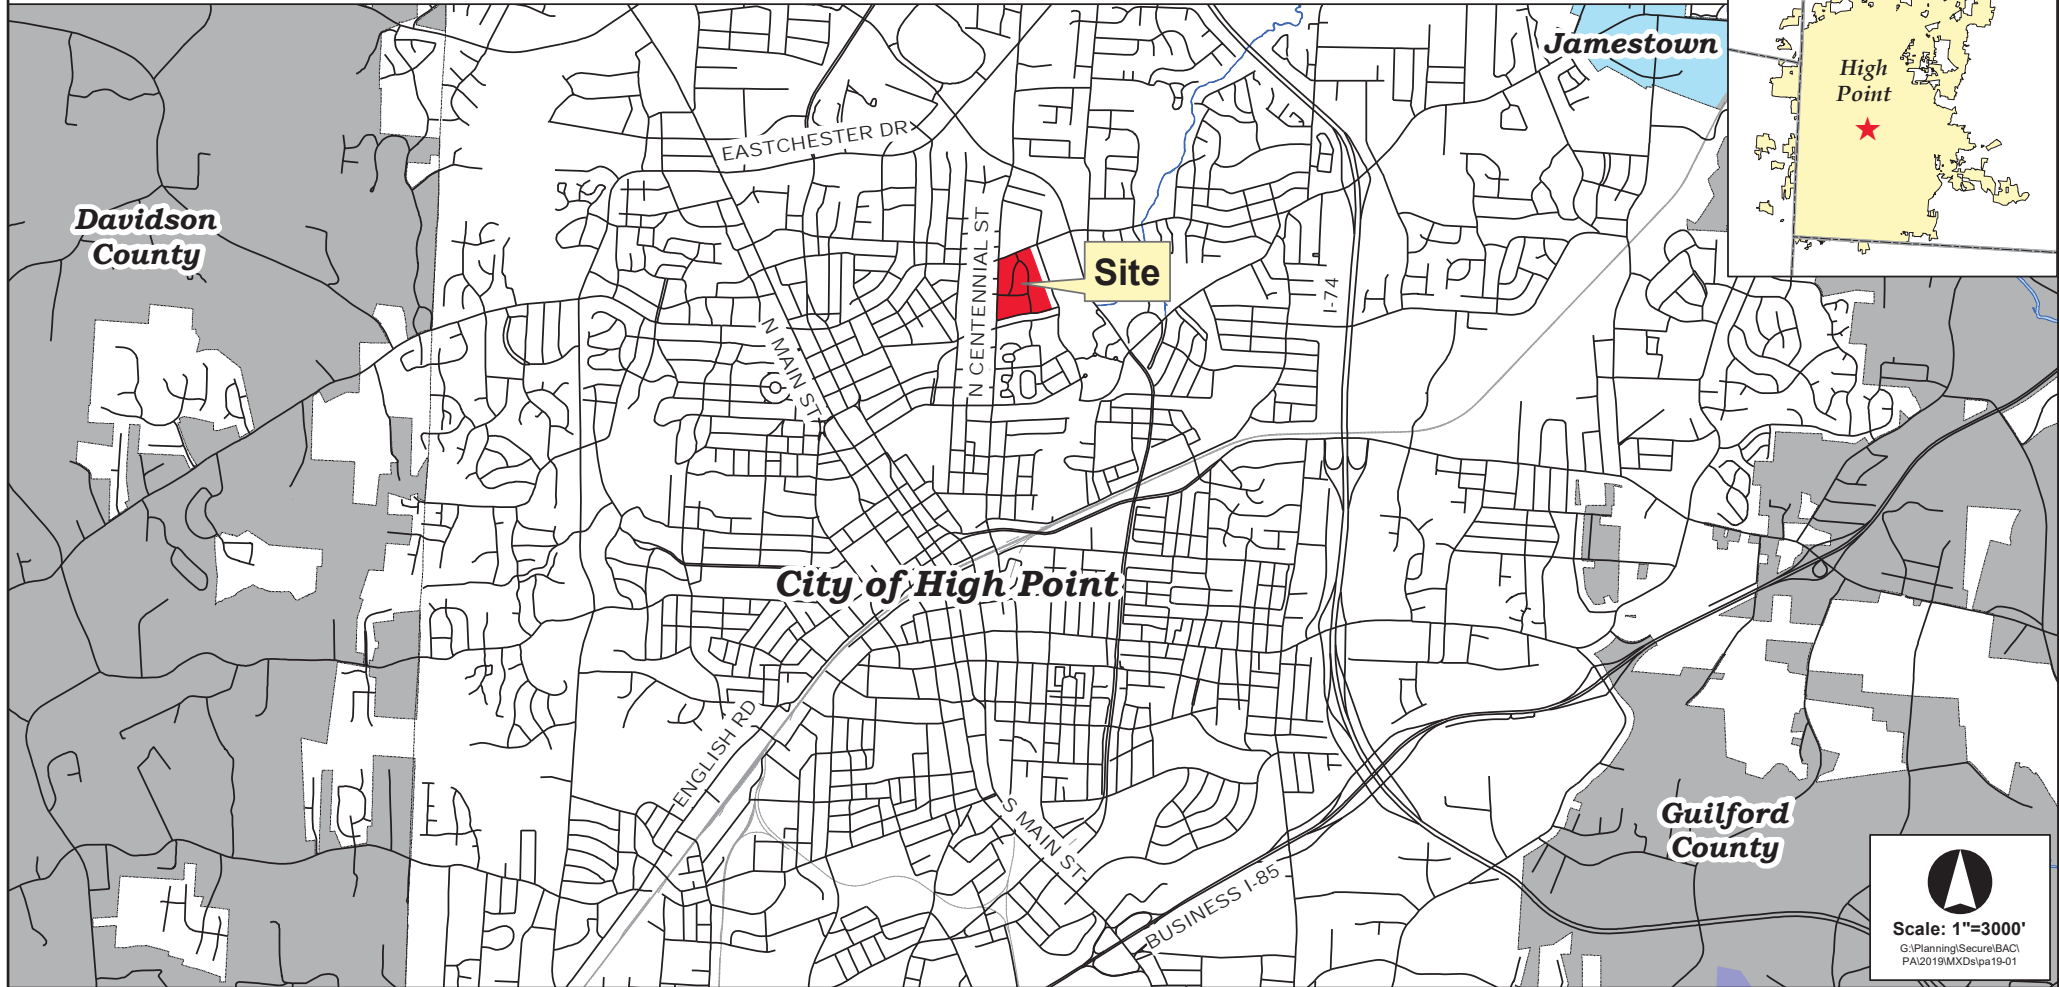 Jamestown
High
Point
EASTCHESTER DR
Davidson
County
N CENTENNIAL ST
Site
I-74
N MAIN ST
City of High Point
ENGLISH RD
S MAIN ST
Guilford
County
BUSINESS I-85
Scale: 1"=3000'
G:\Planning\Secure\BAC\
PA\2019\MXDs\pa19-01